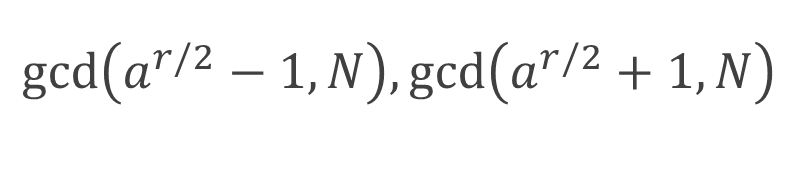 gcd(a^{r/2} − 1, N), gcd(a^{r/2} + 1, N)